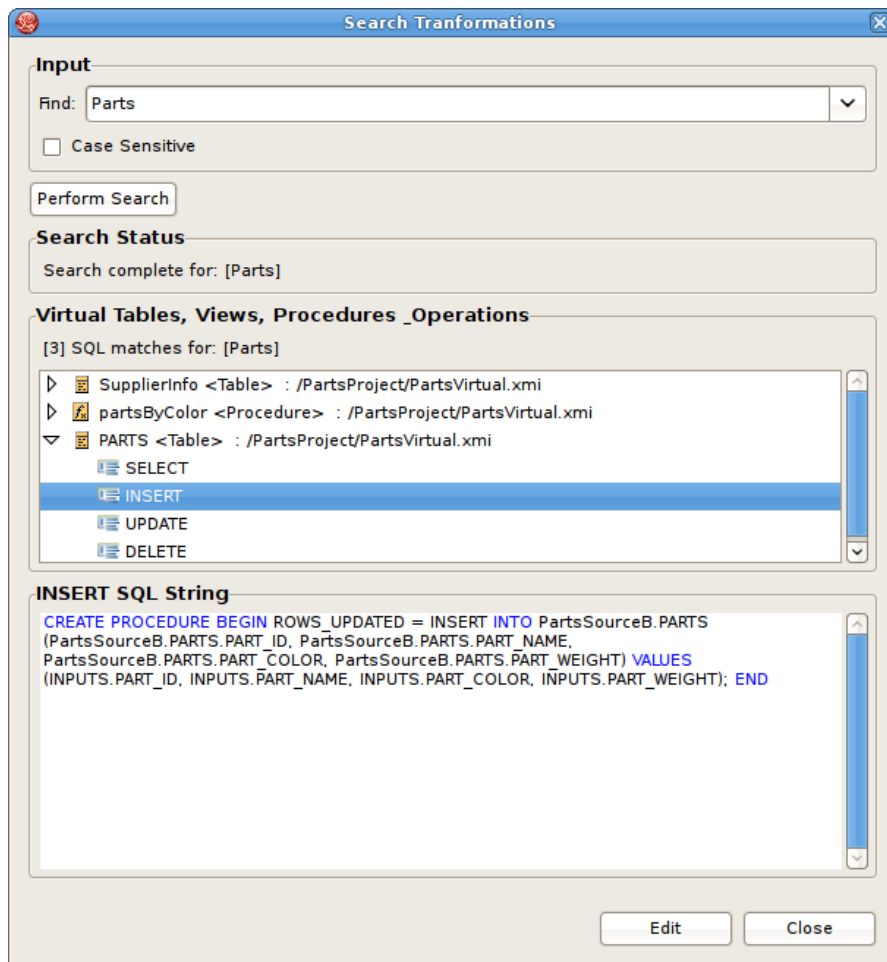 Search Tranformations
Input
Find: Parts
Case Sensitive
Perform Search
Search Status
Search complete for: [Parts]
Virtual Tables, Views, Procedures _Operations
[3] SQL matches for: [Parts]
SupplierInfo <Table> : /PartsProject/PartsVirtual.xmi
partsByColor <Procedure> : /PartsProject/PartsVirtual.xmi
PARTS <Table> : /PartsProject/PartsVirtual.xmi
SELECT
INSERT
UPDATE
DELETE
INSERT SQL String
CREATE PROCEDURE BEGIN ROWS_UPDATED = INSERT INTO PartsSourceB.PARTS
(PartsSourceB.PARTS.PART_ID, PartsSourceB.PARTS.PART_NAME,
PartsSourceB.PARTS.PART_COLOR, PartsSourceB.PARTS.PART_WEIGHT) VALUES
(INPUTS.PART_ID, INPUTS.PART_NAME, INPUTS.PART_COLOR, INPUTS.PART_WEIGHT); END
Edit Close